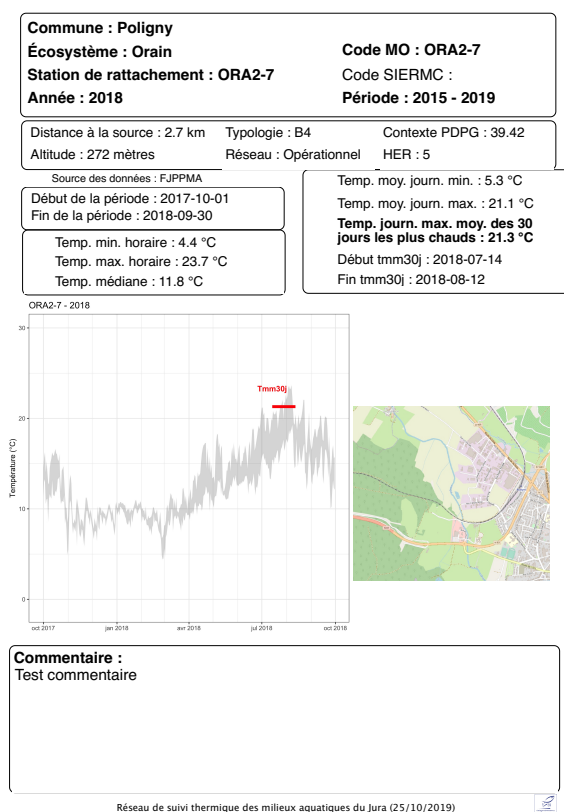 Commune : Poligny
Écosystème : Orain
Code MO : ORA2-7
Station de rattachement : ORA2-7
Code SIERMC :
Année : 2018
Période : 2015 - 2019
Distance à la source : 2.7 km
Typologie : B4
Contexte PDPG : 39.42
Altitude : 272 mètres
Réseau : Opérationnel
HER : 5
Source des données : FJPPMA
Début de la période : 2017-10-01
Fin de la période : 2018-09-30
Temp. min. horaire : 4.4 °C
Temp. max. horaire : 23.7 °C
Temp. médiane : 11.8 °C
Temp. moy. journ. min. : 5.3 °C
Temp. moy. journ. max. : 21.1 °C
Temp. journ. max. moy. des 30
jours les plus chauds : 21.3 °C
Début tmm30j : 2018-07-14
Fin tmm30j : 2018-08-12
ORA2-7 - 2018
Température (°C)
30
20
10
0
Tmm30j
oct 2017
jan 2018
avr 2018
jul 2018
oct 2018
Commentaire :
Test commentaire
Réseau de suivi thermique des milieux aquatiques du Jura (25/10/2019)